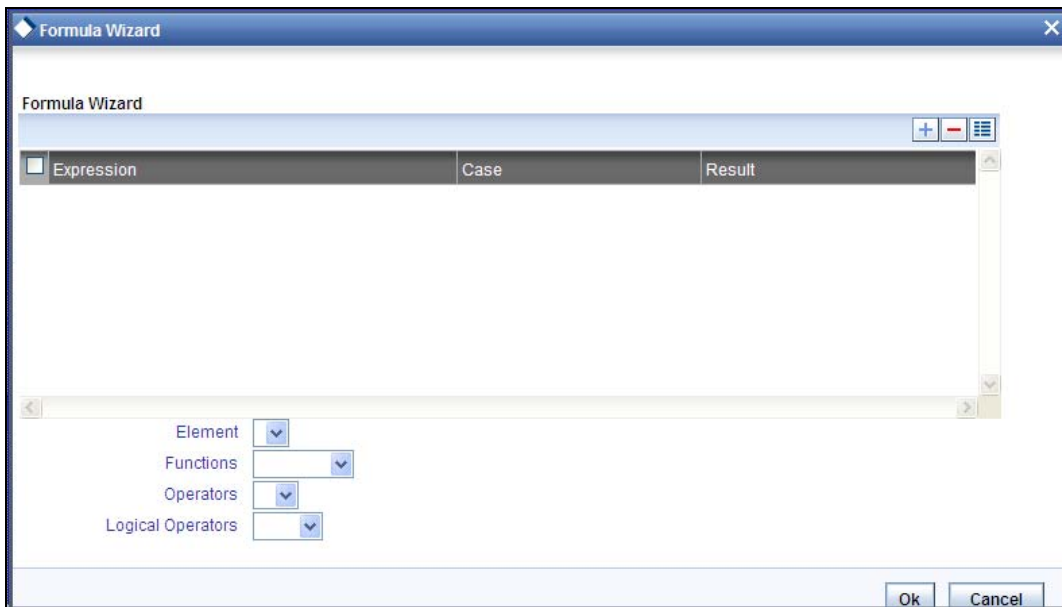 Formula Wizard
Formula Wizard
Expression Case Result
Element
Functions
Operators
Logical Operators
Ok Cancel